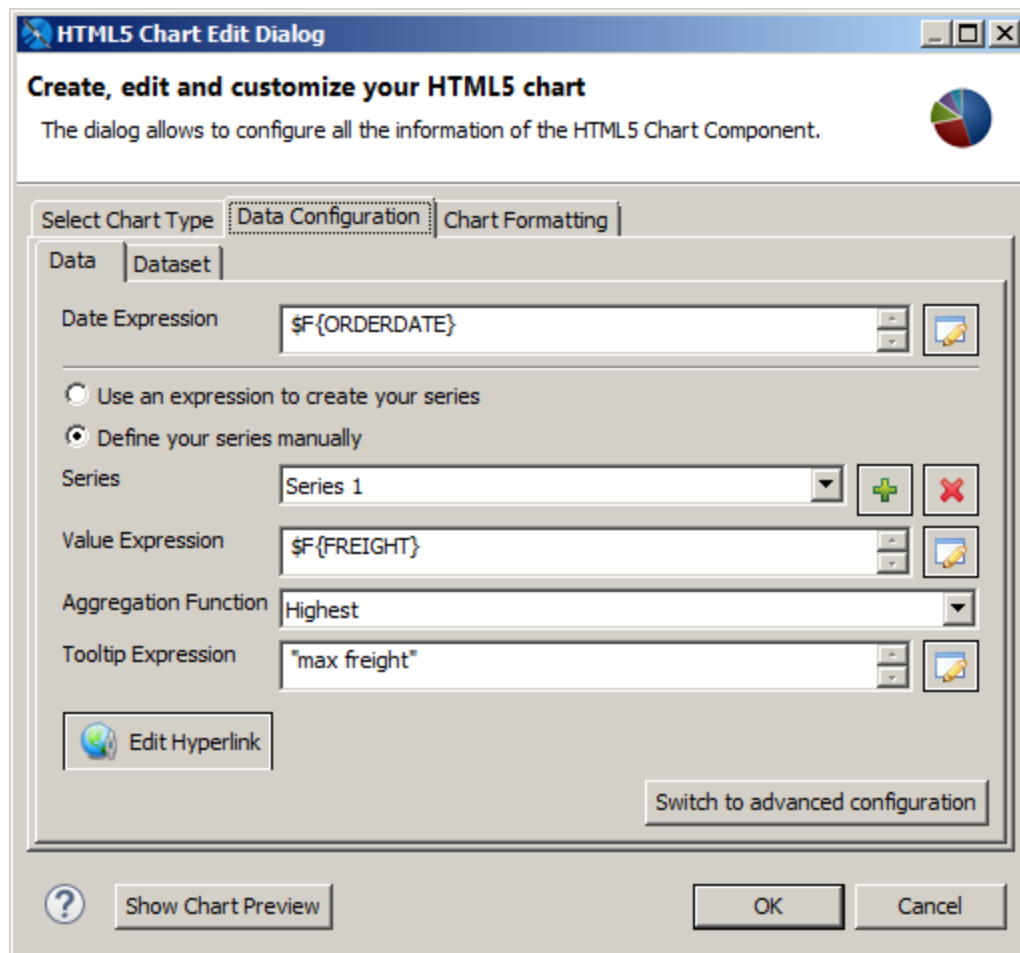 HTML5 Chart Edit Dialog
Create, edit and customize your HTML5 chart
The dialog allows to configure all the information of the HTML5 Chart Component.
Select Chart Type Data Configuration Chart Formatting
Data Dataset
Date Expression $F{ORDERDATE}
Use an expression to create your series
Define your series manually
Series Series 1
Value Expression $F{FREIGHT}
Aggregation Function Highest
Tooltip Expression "max freight"
Edit Hyperlink
Switch to advanced configuration
? Show Chart Preview OK Cancel